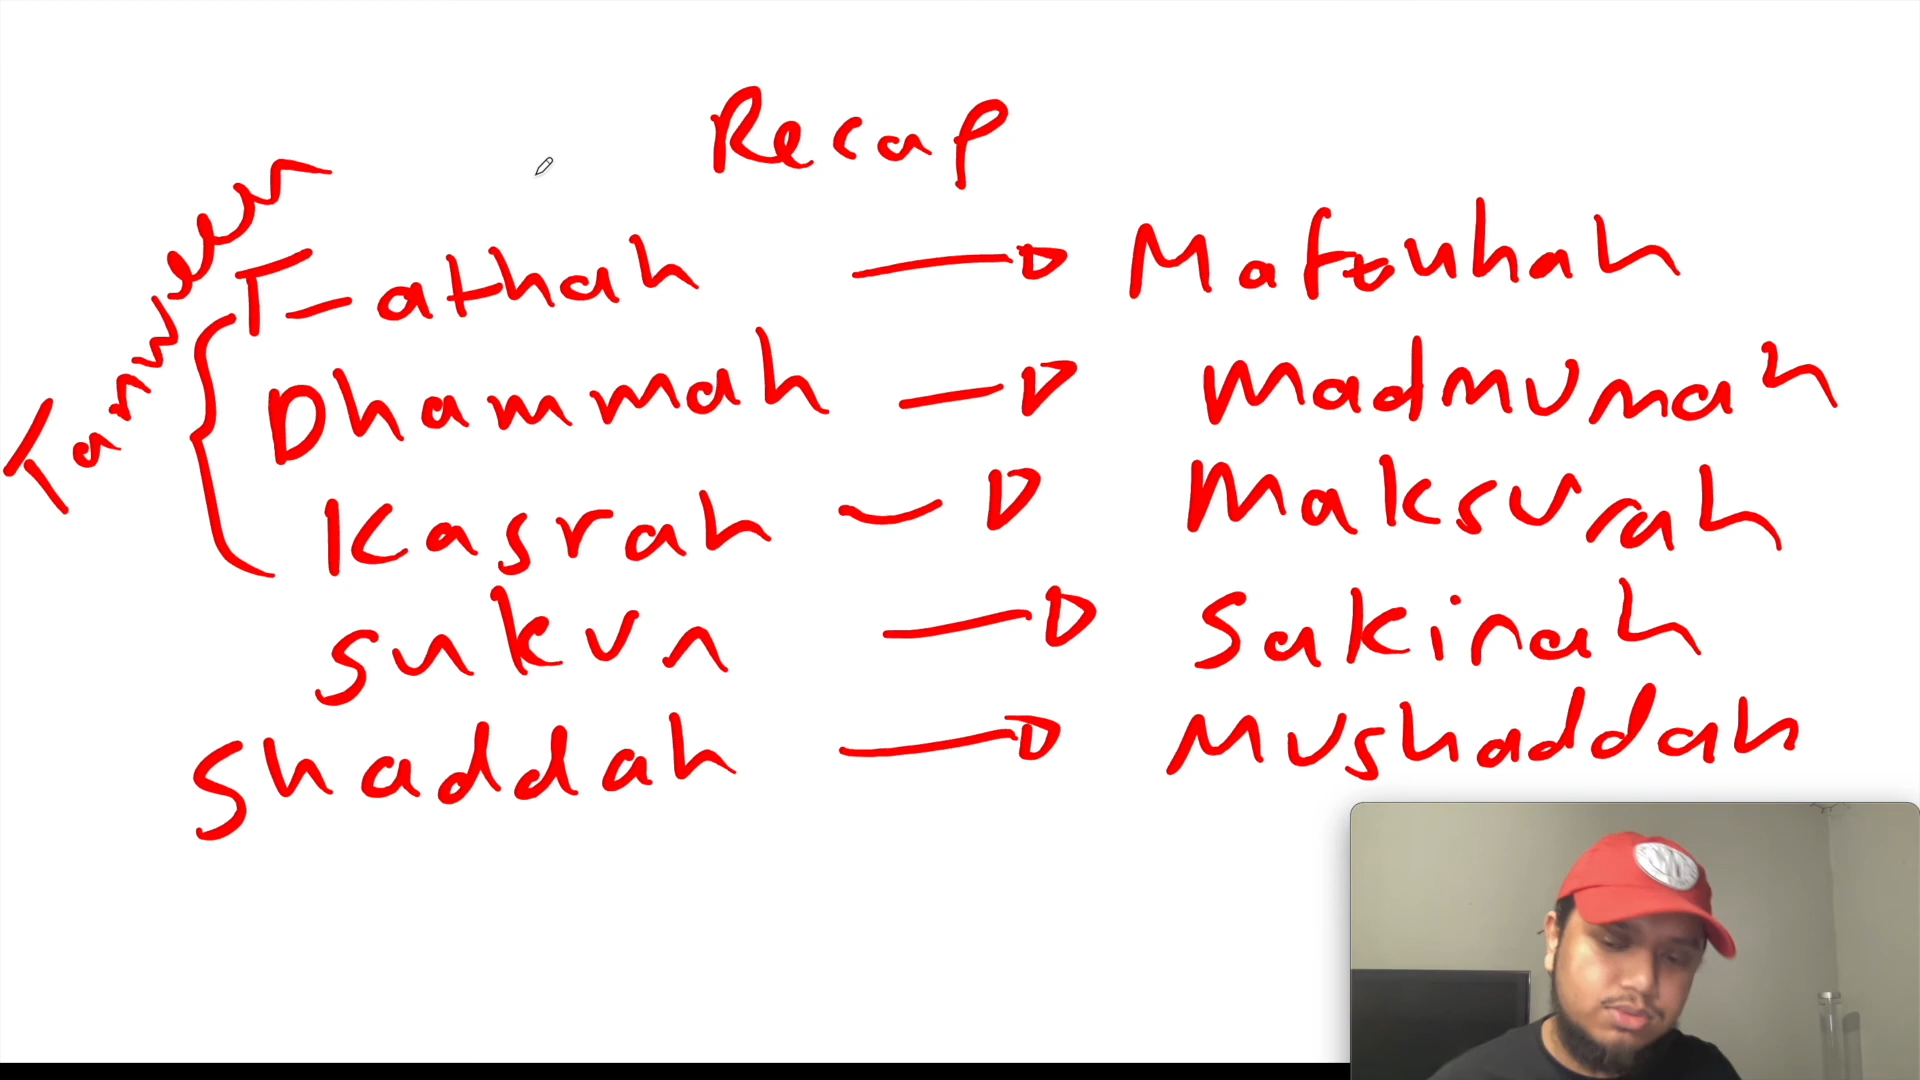 Recap
Tanween
Fathah → Maftuhah
Dhammah → Madmumah
Kasrah → Maksurah
Sukun → Sakinah
Shaddah → Mushaddah